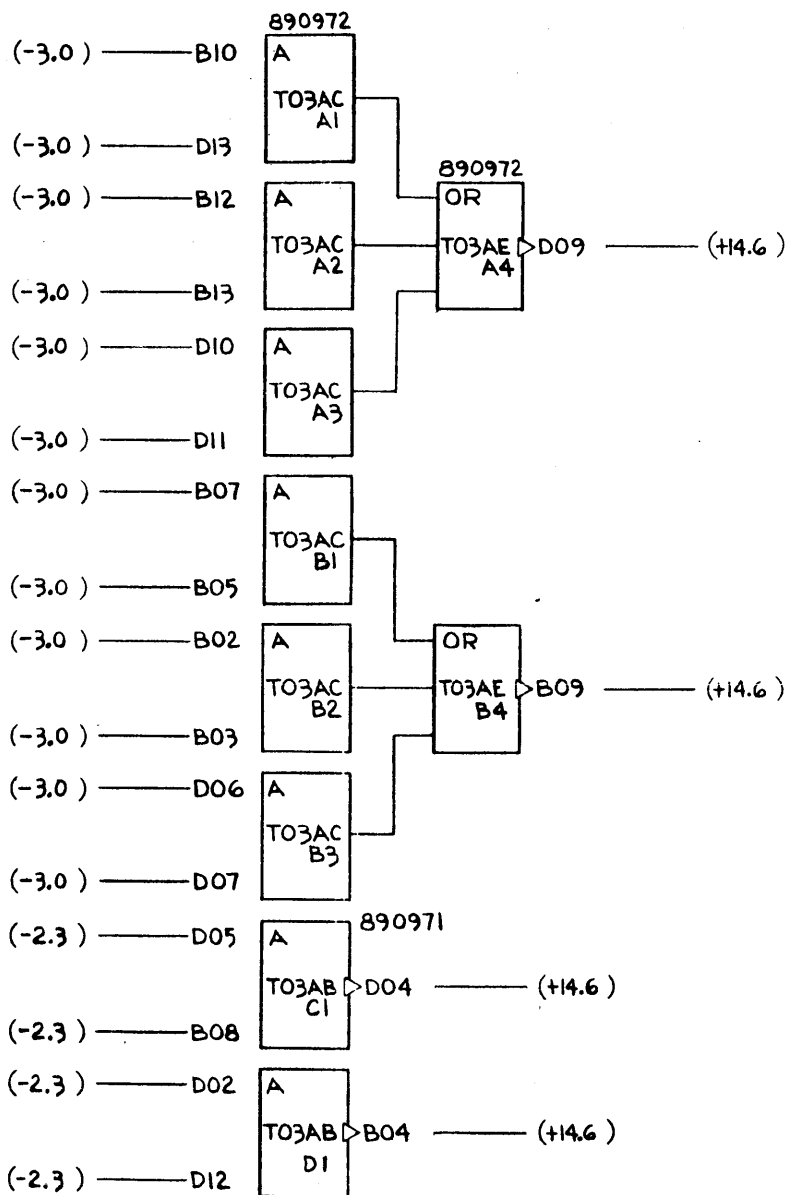 890972
(-3.0) B10 A
T03AC
A1
(-3.0) D13
890972
(-3.0) B12 A OR
T03AC T03AE D09 (+14.6)
A2 A4
(-3.0) B13
(-3.0) D10 A
T03AC
A3
(-3.0) D11
(-3.0) B07 A
T03AC
B1
(-3.0) B05
(-3.0) B02 A OR
T03AC T03AE B09 (+14.6)
B2 B4
(-3.0) B03
(-3.0) D06 A
T03AC
B3
(-3.0) D07
890971
(-2.3) D05 A
T03AB D04 (+14.6)
C1
(-2.3) B08
(-2.3) D02 A
T03AB B04 (+14.6)
D1
(-2.3) D12